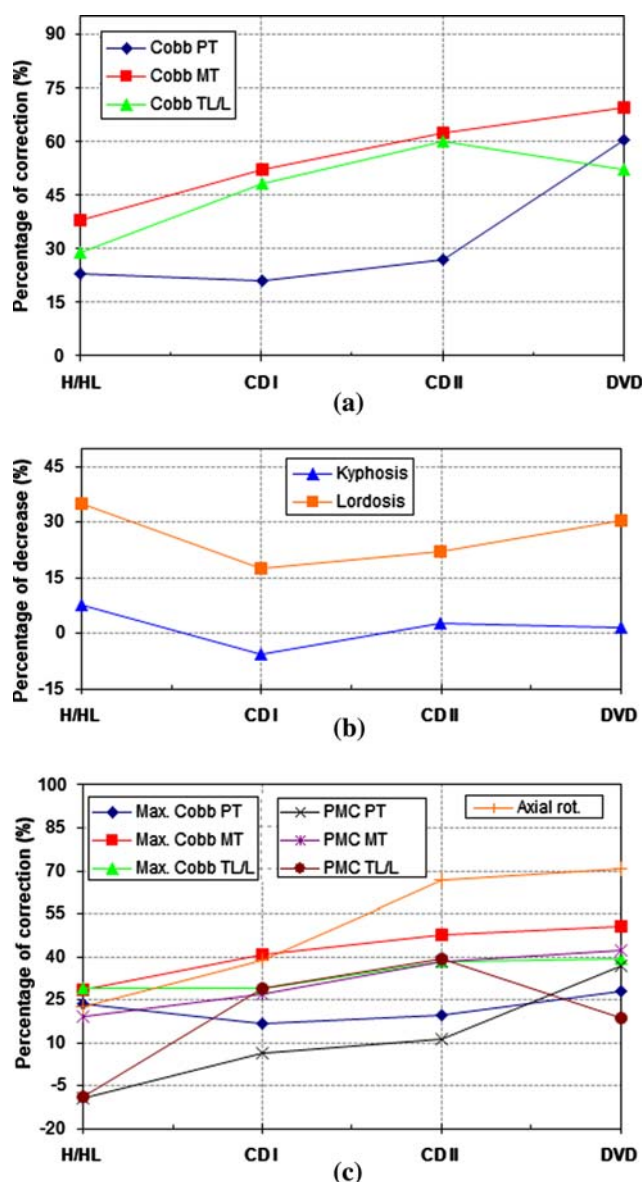 Percentage of correction (%)
90
75
60
45
30
15
0
Cobb PT
Cobb MT
Cobb TL/L
H/HL CD I CD II DVD
(a)
Percentage of decrease (%)
45
30
15
0
-15
Kyphosis
Lordosis
H/HL CD I CD II DVD
(b)
Percentage of correction (%)
100
85
70
55
40
25
10
-5
-20
Max. Cobb PT
Max. Cobb MT
Max. Cobb TL/L
PMC PT
PMC MT
PMC TL/L
Axial rot.
H/HL CD I CD II DVD
(c)